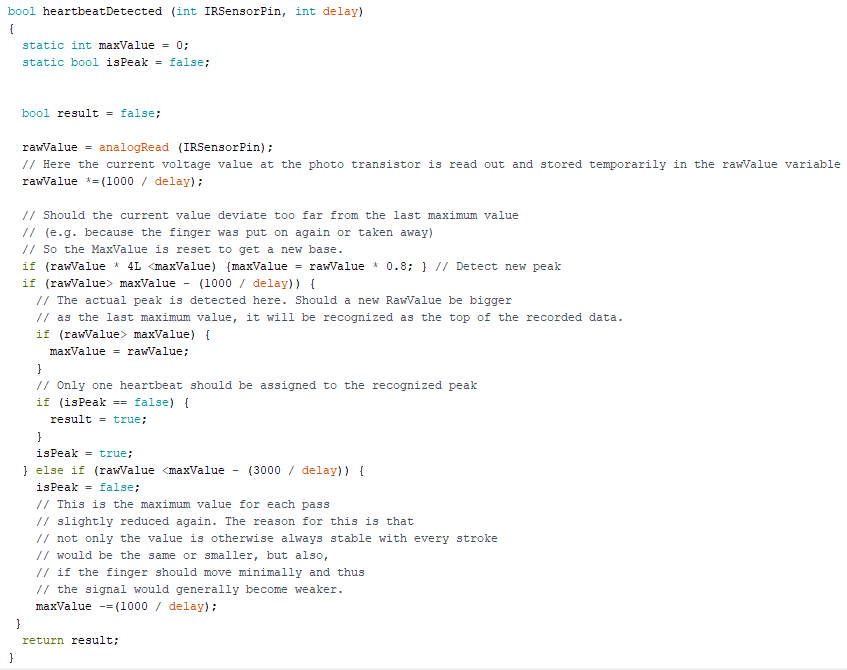 bool heartbeatDetected (int IRSensorPin, int delay)
{
  static int maxValue = 0;
  static bool isPeak = false;


  bool result = false;

  rawValue = analogRead (IRSensorPin);
  // Here the current voltage value at the photo transistor is read out and stored temporarily in the rawValue variable
  rawValue *=(1000 / delay);

  // Should the current value deviate too far from the last maximum value
  // (e.g. because the finger was put on again or taken away)
  // So the MaxValue is reset to get a new base.
  if (rawValue * 4L <maxValue) {maxValue = rawValue * 0.8; } // Detect new peak
  if (rawValue> maxValue - (1000 / delay)) {
    // The actual peak is detected here. Should a new RawValue be bigger
    // as the last maximum value, it will be recognized as the top of the recorded data.
    if (rawValue> maxValue) {
      maxValue = rawValue;
    }
    // Only one heartbeat should be assigned to the recognized peak
    if (isPeak == false) {
      result = true;
    }
    isPeak = true;
  } else if (rawValue <maxValue - (3000 / delay)) {
    isPeak = false;
    // This is the maximum value for each pass
    // slightly reduced again. The reason for this is that
    // not only the value is otherwise always stable with every stroke
    // would be the same or smaller, but also,
    // if the finger should move minimally and thus
    // the signal would generally become weaker.
    maxValue -=(1000 / delay);
 }
  return result;
}